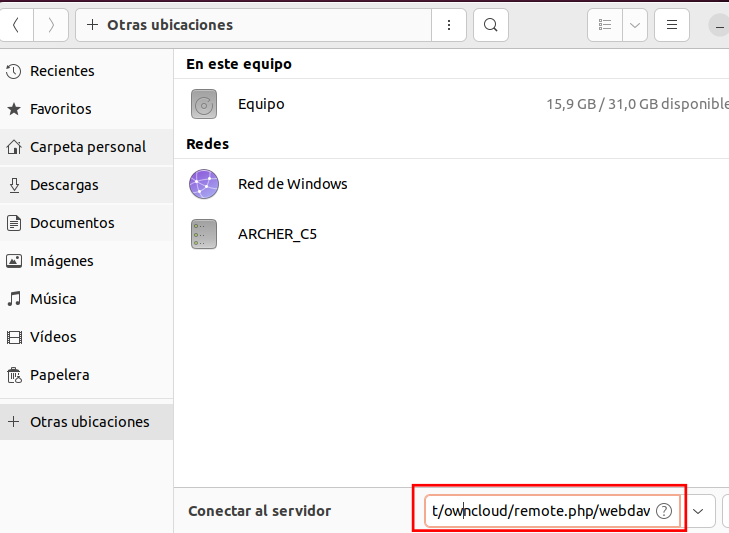 + Otras ubicaciones
Recientes
Favoritos
Carpeta personal
Descargas
Documentos
Imágenes
Música
Vídeos
Papelera
+ Otras ubicaciones
En este equipo
Equipo 15,9 GB / 31,0 GB disponible
Redes
Red de Windows
ARCHER_C5
Conectar al servidor t/owncloud/remote.php/webdav ?